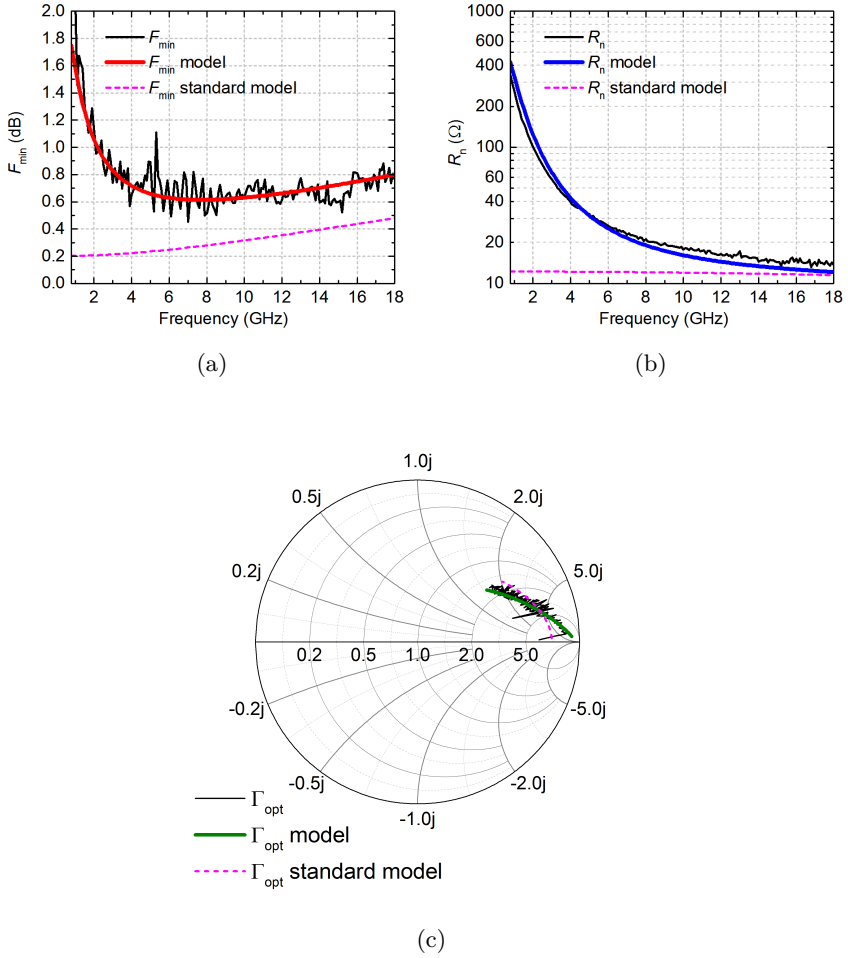 2.0
1.8
1.6
1.4
1.2
1.0
0.8
0.6
0.4
0.2
0.0
F_min (dB)
F_min
F_min model
F_min standard model
2 4 6 8 10 12 14 16 18
Frequency (GHz)
(a)
1000
800
600
400
200
100
80
60
40
20
10
R_n (Ω)
R_n
R_n model
R_n standard model
2 4 6 8 10 12 14 16 18
Frequency (GHz)
(b)
1.0j
0.5j 2.0j
0.2j 5.0j
0.2 0.5 1.0 2.0 5.0
-0.2j -5.0j
-0.5j -2.0j
-1.0j
Γ_opt
Γ_opt model
Γ_opt standard model
(c)